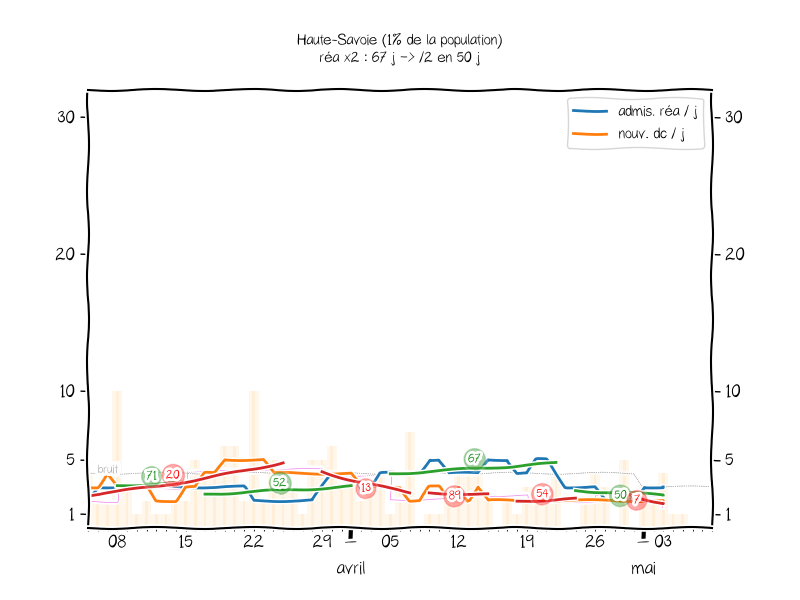 Haute-Savoie (1% de la population)
réa x2 : 67 j -> /2 en 50 j
admis. réa / j
nouv. dc / j
30 30
20 20
10 10
5 5
1 1
bruit
71 20 52 13 67 89 54 50 7
08 15 22 29 1 05 12 19 26 1 03
avril mai